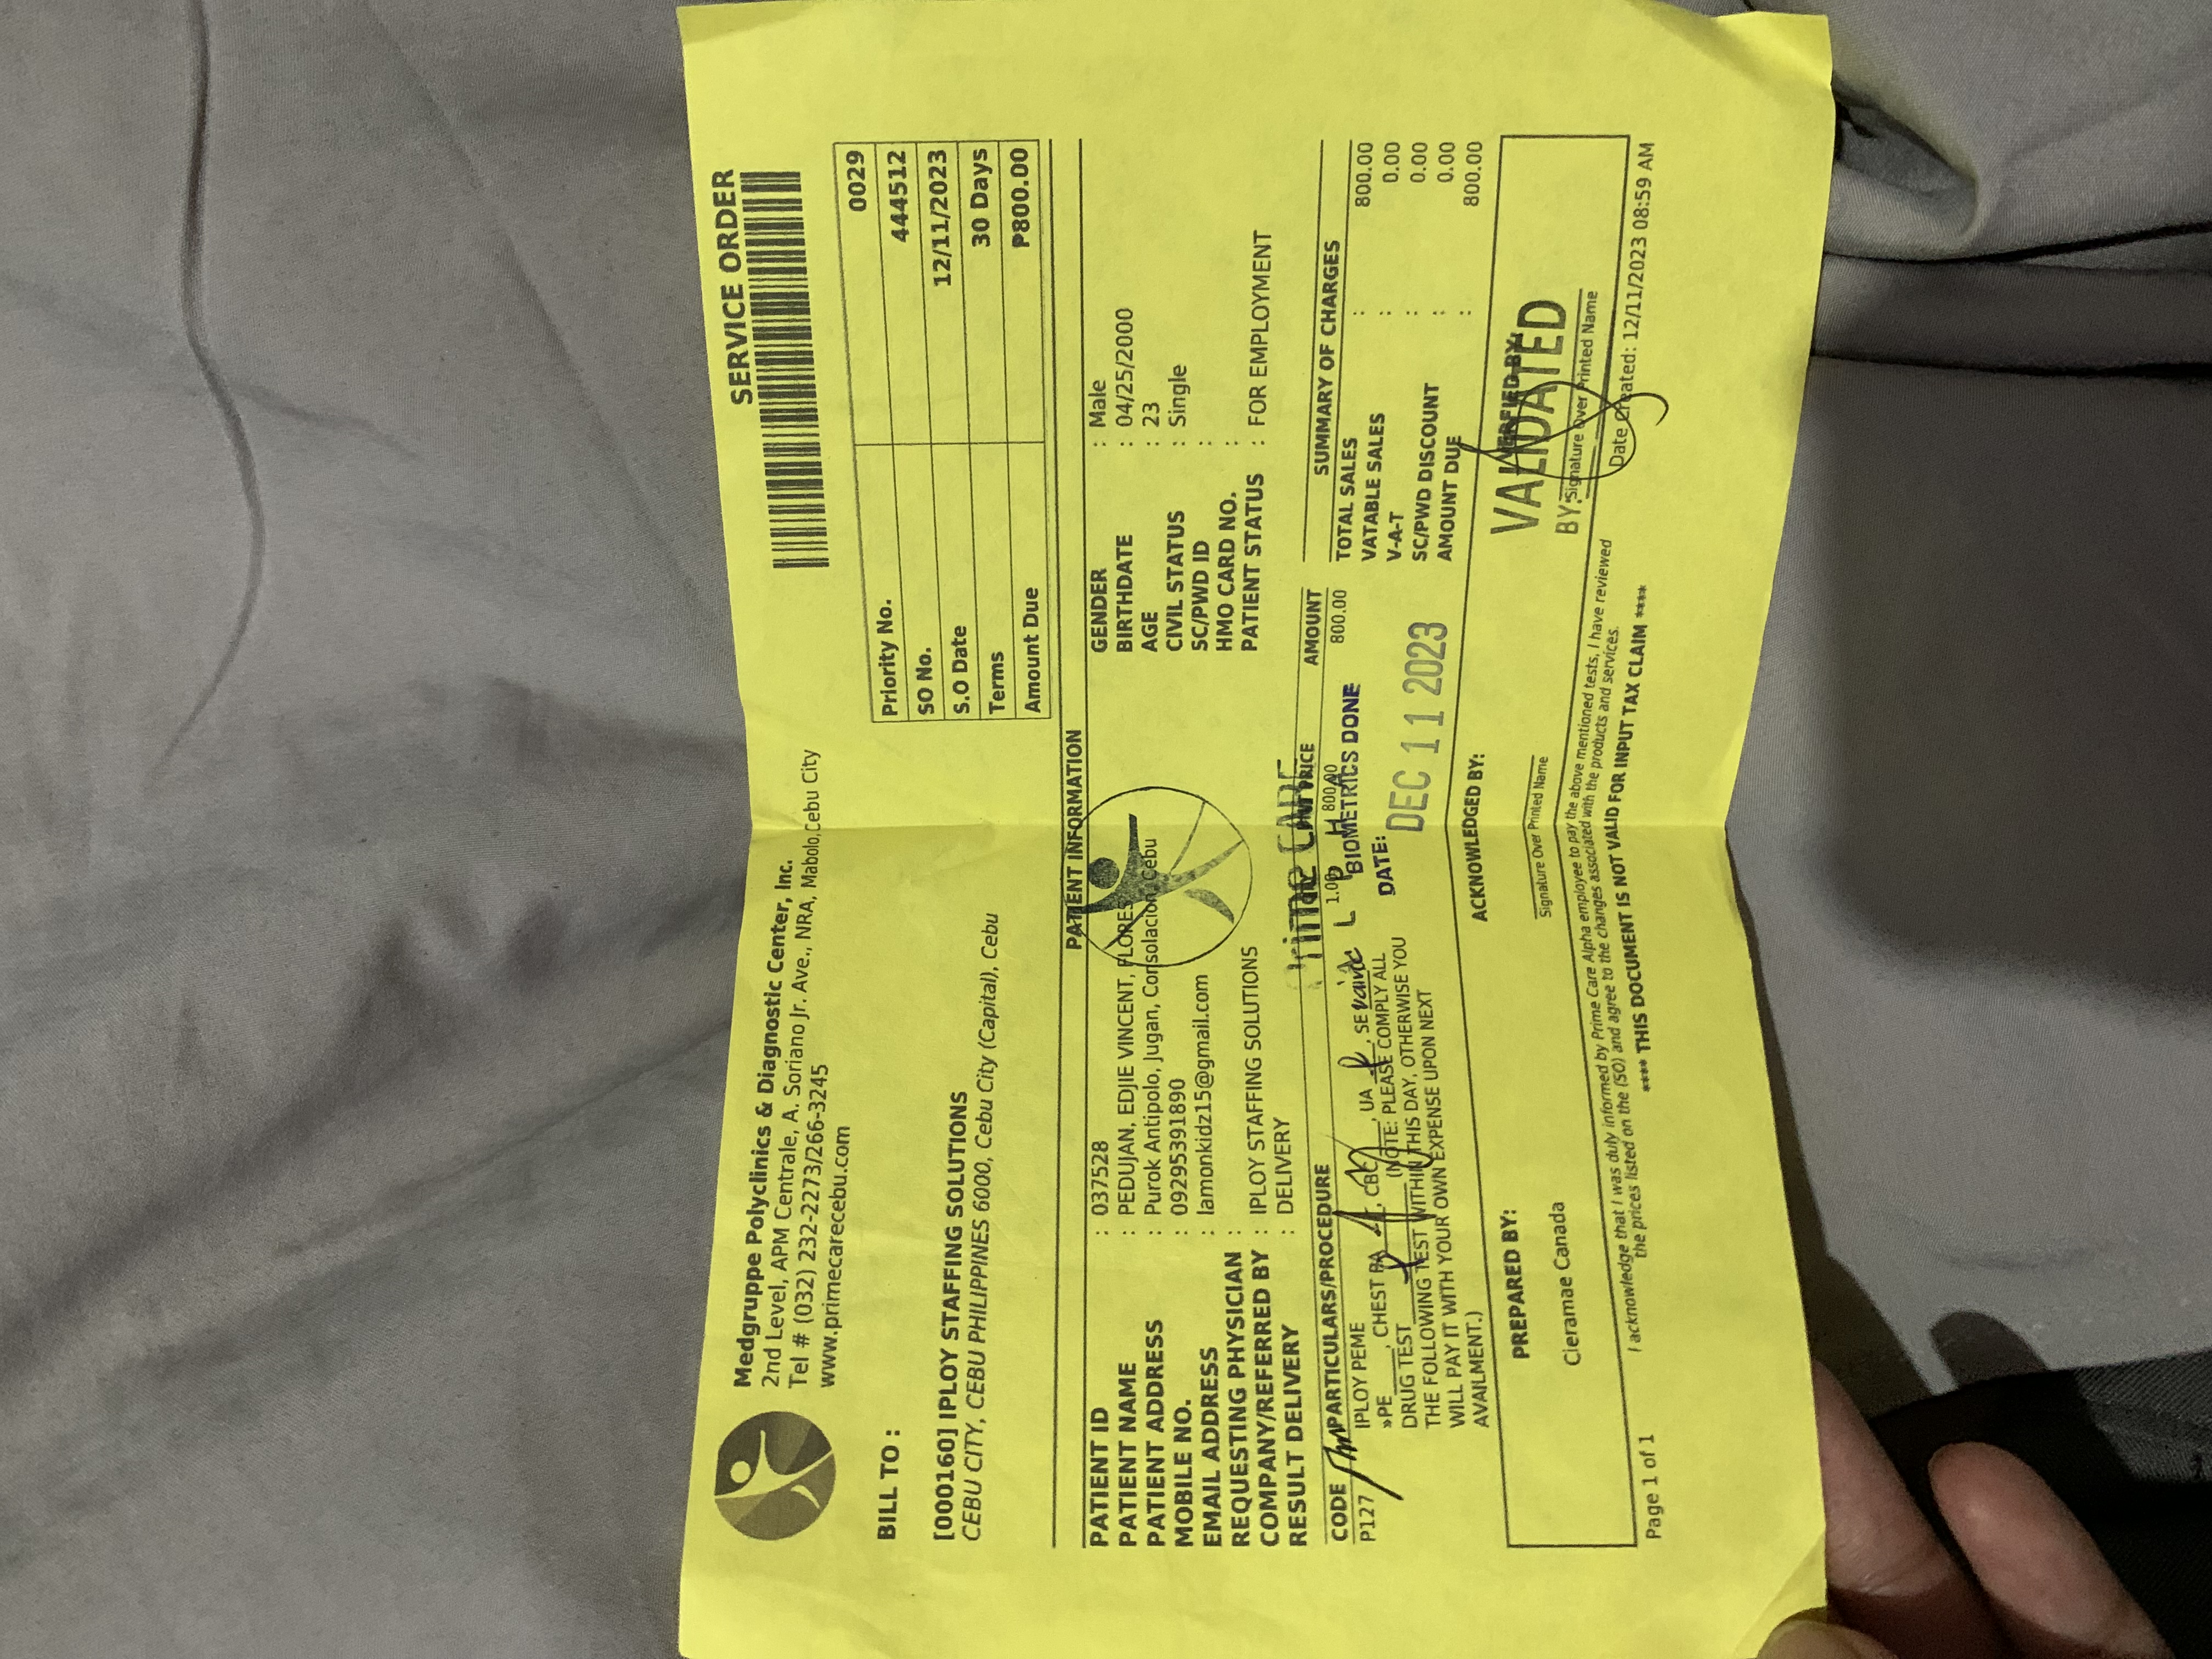 Medgruppe Polyclinics & Diagnostic Center, Inc.
2nd Level, APM Centrale, A. Soriano Jr. Ave., NRA, Mabolo, Cebu City
Tel # (032) 232-2273/266-3245
www.primecarecebu.com
SERVICE ORDER
BILL TO :
[000160] IPLOY STAFFING SOLUTIONS
CEBU CITY, CEBU PHILIPPINES 6000, Cebu City (Capital), Cebu
Priority No. 0029
SO No. 444512
S.O Date 12/11/2023
Terms 30 Days
Amount Due P800.00
PATIENT INFORMATION
PATIENT ID : 037528
PATIENT NAME : PEDUJAN, EDJIE VINCENT, FLORES
PATIENT ADDRESS : Purok Antipolo, Jugan, Consolacion, Cebu
MOBILE NO. : 09295391890
EMAIL ADDRESS : lamonkidz15@gmail.com
REQUESTING PHYSICIAN :
COMPANY/REFERRED BY : IPLOY STAFFING SOLUTIONS
RESULT DELIVERY : DELIVERY
GENDER : Male
BIRTHDATE : 04/25/2000
AGE : 23
CIVIL STATUS : Single
SC/PWD ID :
HMO CARD NO. :
PATIENT STATUS : FOR EMPLOYMENT
CODE PARTICULARS/PROCEDURE PRICE AMOUNT
P127 IPLOY PEME 1.00 800.00 800.00
»PE , CHEST PA , CBC , UA , SE
DRUG TEST (NOTE: PLEASE COMPLY ALL
THE FOLLOWING TEST WITHIN THIS DAY, OTHERWISE YOU
WILL PAY IT WITH YOUR OWN EXPENSE UPON NEXT
AVAILMENT.)
Prime CARE
BIOMETRICS DONE
DATE:
DEC 11 2023
SUMMARY OF CHARGES
TOTAL SALES : 800.00
VATABLE SALES : 0.00
V-A-T : 0.00
SC/PWD DISCOUNT : 0.00
AMOUNT DUE : 800.00
PREPARED BY:
Cieramae Canada
ACKNOWLEDGED BY:
Signature Over Printed Name
VERIFIED BY:
VALIDATED
BY:
Signature Over Printed Name
I acknowledge that I was duly informed by Prime Care Alpha employee to pay the above mentioned tests, I have reviewed
the prices listed on the (SO) and agree to the changes associated with the products and services.
**** THIS DOCUMENT IS NOT VALID FOR INPUT TAX CLAIM ****
Page 1 of 1
Date Created: 12/11/2023 08:59 AM